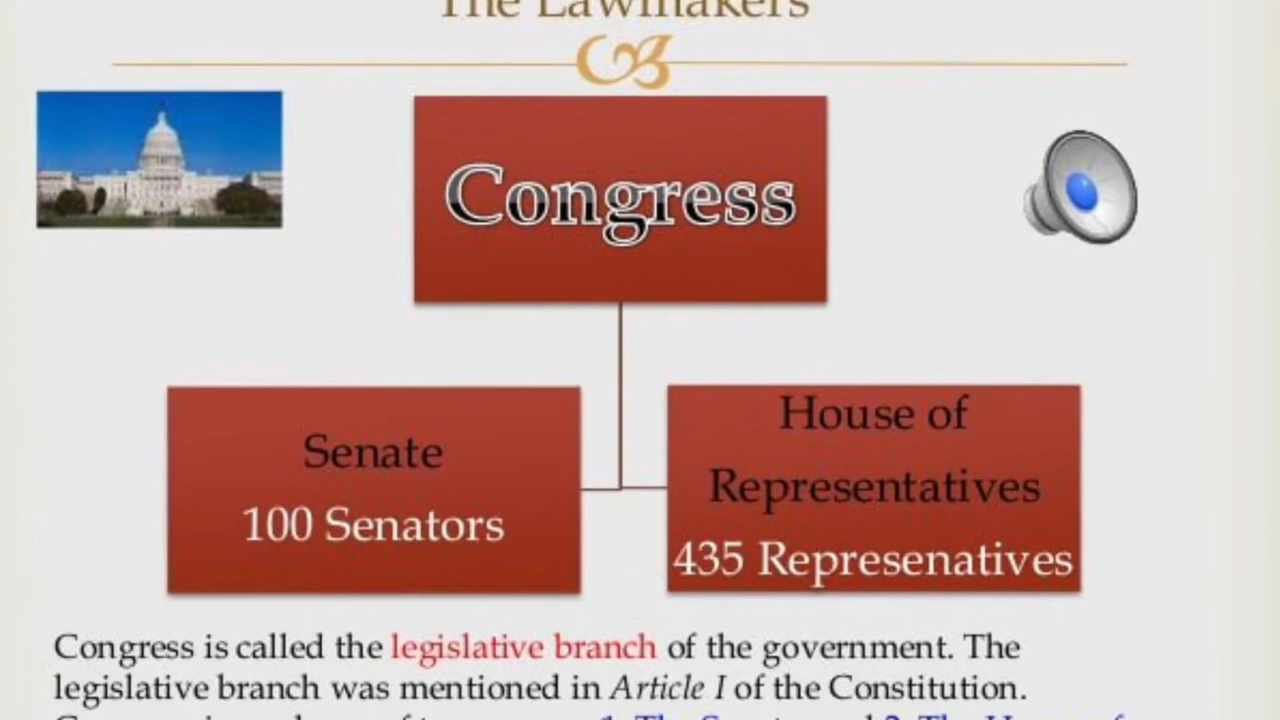 The Lawmakers
Congress
Senate
100 Senators
House of
Representatives
435 Represenatives
Congress is called the legislative branch of the government. The
legislative branch was mentioned in Article I of the Constitution.